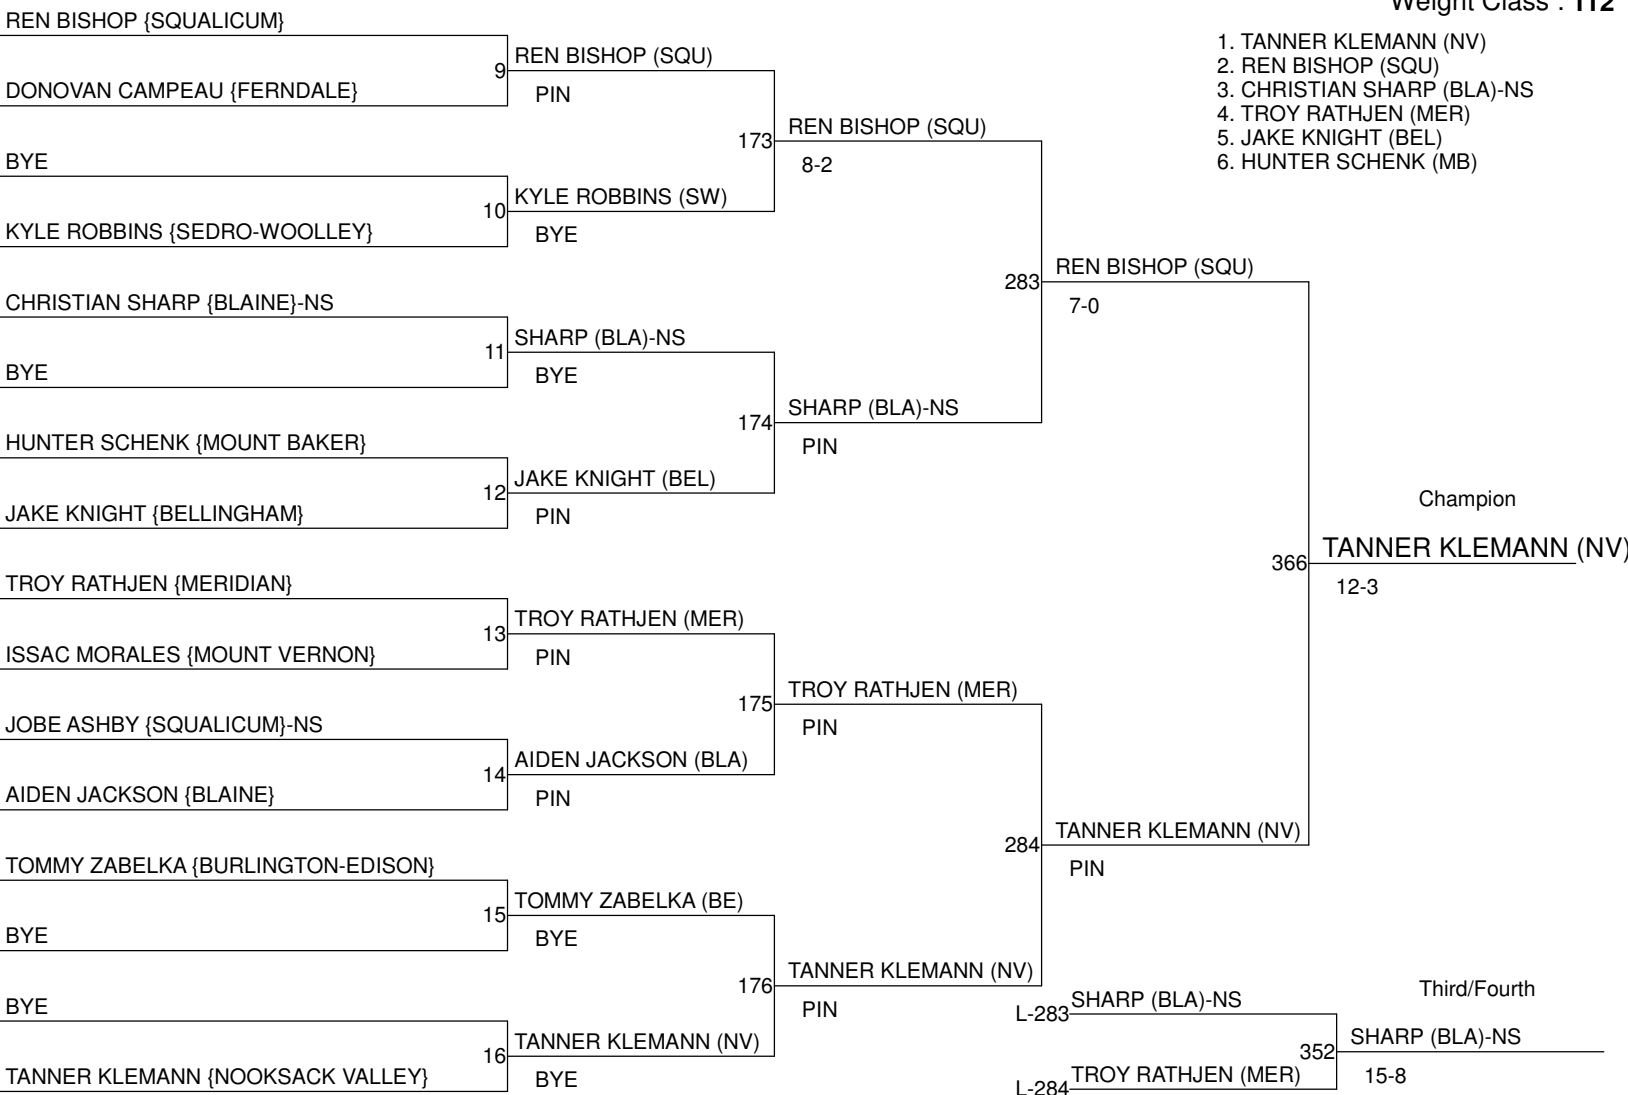 Weight Class : 112
1. TANNER KLEMANN (NV)
2. REN BISHOP (SQU)
3. CHRISTIAN SHARP (BLA)-NS
4. TROY RATHJEN (MER)
5. JAKE KNIGHT (BEL)
6. HUNTER SCHENK (MB)
REN BISHOP {SQUALICUM}
DONOVAN CAMPEAU {FERNDALE}
BYE
KYLE ROBBINS {SEDRO-WOOLLEY}
CHRISTIAN SHARP {BLAINE}-NS
BYE
HUNTER SCHENK {MOUNT BAKER}
JAKE KNIGHT {BELLINGHAM}
TROY RATHJEN {MERIDIAN}
ISSAC MORALES {MOUNT VERNON}
JOBE ASHBY {SQUALICUM}-NS
AIDEN JACKSON {BLAINE}
TOMMY ZABELKA {BURLINGTON-EDISON}
BYE
BYE
TANNER KLEMANN {NOOKSACK VALLEY}
9 REN BISHOP (SQU)
PIN
10 KYLE ROBBINS (SW)
BYE
11 SHARP (BLA)-NS
BYE
12 JAKE KNIGHT (BEL)
PIN
13 TROY RATHJEN (MER)
PIN
14 AIDEN JACKSON (BLA)
PIN
15 TOMMY ZABELKA (BE)
BYE
16 TANNER KLEMANN (NV)
BYE
173 REN BISHOP (SQU)
8-2
174 SHARP (BLA)-NS
PIN
175 TROY RATHJEN (MER)
PIN
176 TANNER KLEMANN (NV)
PIN
283 REN BISHOP (SQU)
7-0
284 TANNER KLEMANN (NV)
PIN
Champion
366 TANNER KLEMANN (NV)
12-3
Third/Fourth
L-283 SHARP (BLA)-NS
L-284 TROY RATHJEN (MER)
352 SHARP (BLA)-NS
15-8